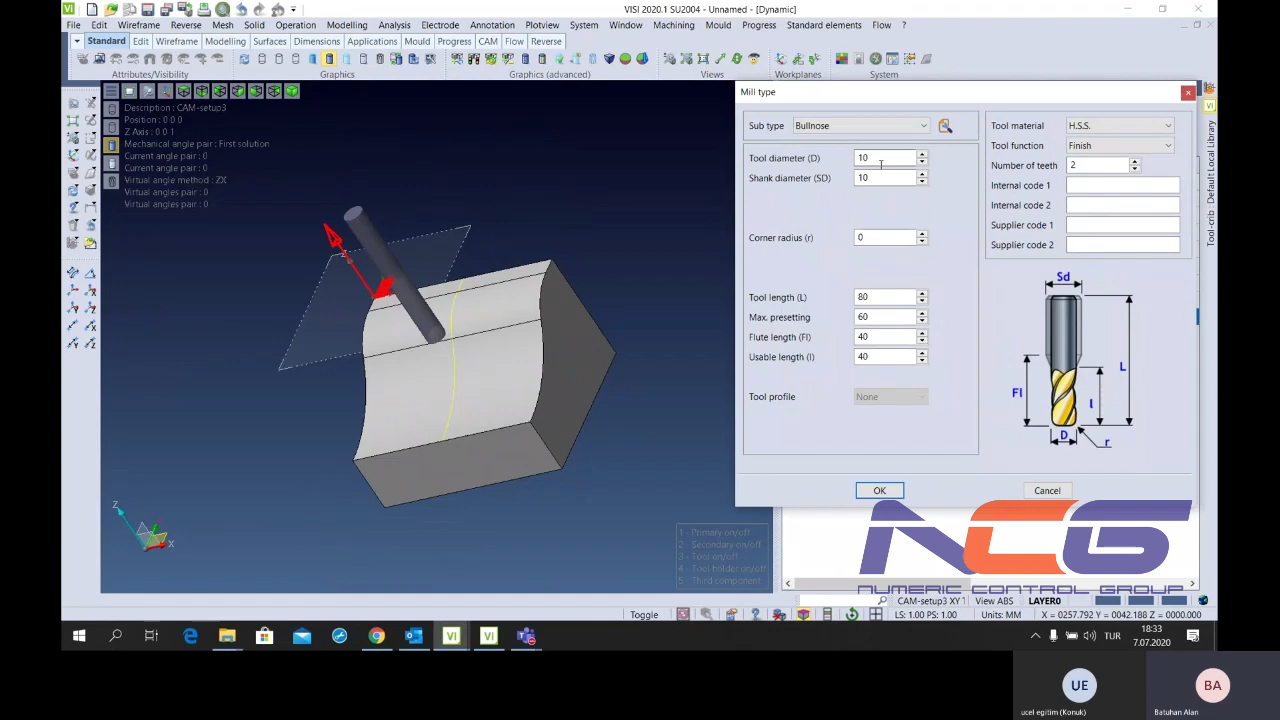 VISI 2020.1 SU2004 - Unnamed - [Dynamic]
File Edit Wireframe Reverse Mesh Solid Operation Modelling Analysis Electrode Annotation Plotview System Window Machining Mould Progress Standard elements Flow ?
Standard Edit Wireframe Modelling Surfaces Dimensions Applications Mould Progress CAM Flow Reverse
Attributes/Visibility Graphics Graphics (advanced) Views Workplanes System
Description : CAM-setup3
Position : 0 0 0
Z Axis : 0 0 1
Mechanical angle pair : First solution
Current angle pair : 0
Current angle pair : 0
Virtual angle method : ZX
Virtual angles pair : 0
Virtual angles pair : 0
Z
X
1 - Primary on/off
2 - Secondary on/off
3 - Tool on/off
4 - Tool holder on/off
5 - Third component
Mill type
Sub type Bullnose
Tool diameter (D) 10
Shank diameter (SD) 10
Corner radius (r) 0
Tool length (L) 80
Max. presetting 60
Flute length (Fl) 40
Usable length (l) 40
Tool profile None
Tool material H.S.S.
Tool function Finish
Number of teeth 2
Internal code 1
Internal code 2
Supplier code 1
Supplier code 2
Sd
L
Fl
l
D
r
OK Cancel
Tool-crib : Default Local Library
NCG
NUMERIC CONTROL GROUP
CAM-setup3 XY View ABS LAYER0
Toggle LS: 1.00 PS: 1.00 Units: MM X = 0257.792 Y = 0042.188 Z = 0000.000
TUR
18:33
7.07.2020
UE
ucel egitim (Konuk)
BA
Batuhan Alan